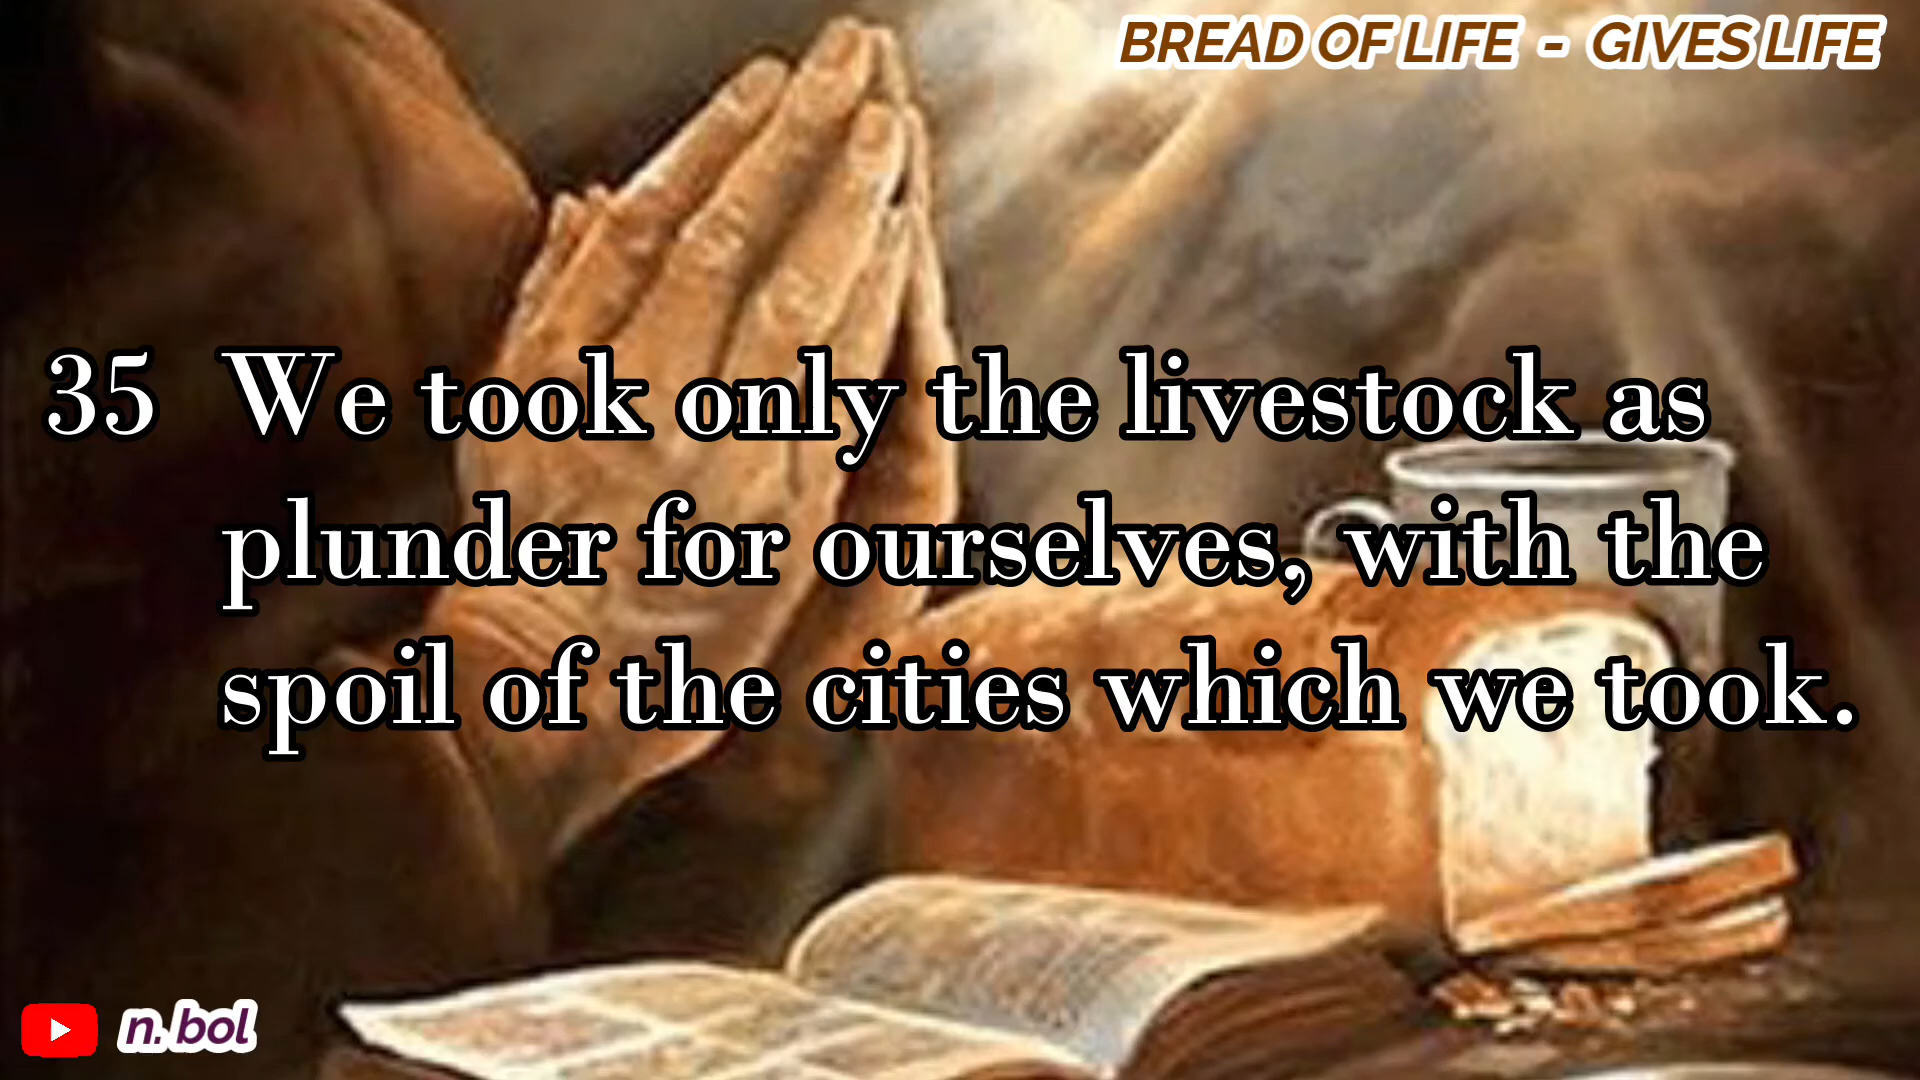 BREAD OF LIFE - GIVES LIFE
35 We took only the livestock as
plunder for ourselves, with the
spoil of the cities which we took.
n. bol